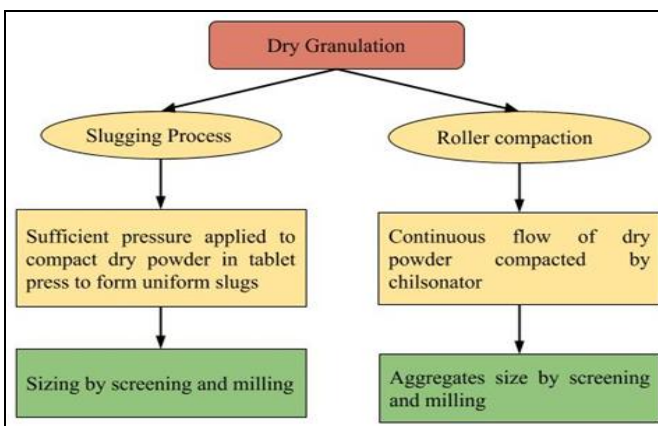 Dry Granulation
Slugging Process
Roller compaction
Sufficient pressure applied to
compact dry powder in tablet
press to form uniform slugs
Continuous flow of dry
powder compacted by
chilsonator
Sizing by screening and milling
Aggregates size by screening
and milling